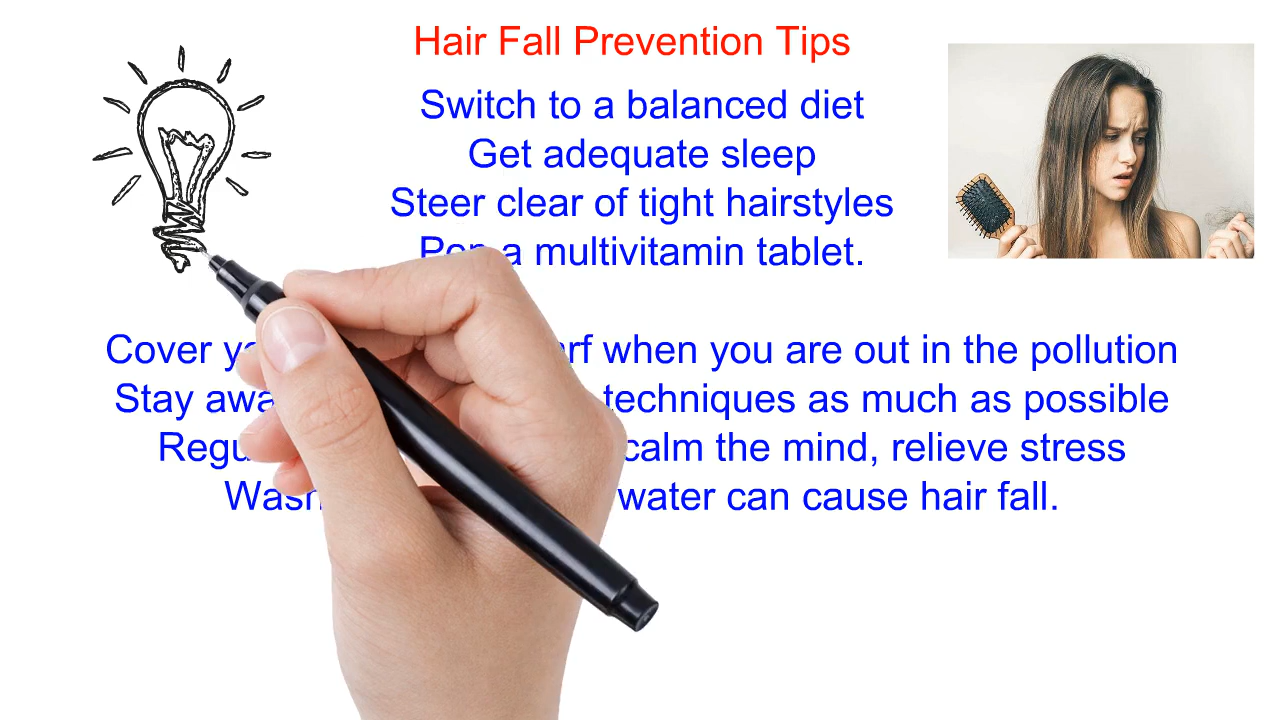 Hair Fall Prevention Tips
Switch to a balanced diet
Get adequate sleep
Steer clear of tight hairstyles
a multivitamin tablet.
Cover when you are out in the pollution
Stay techniques as much as possible
calm the mind, relieve stress
water can cause hair fall.